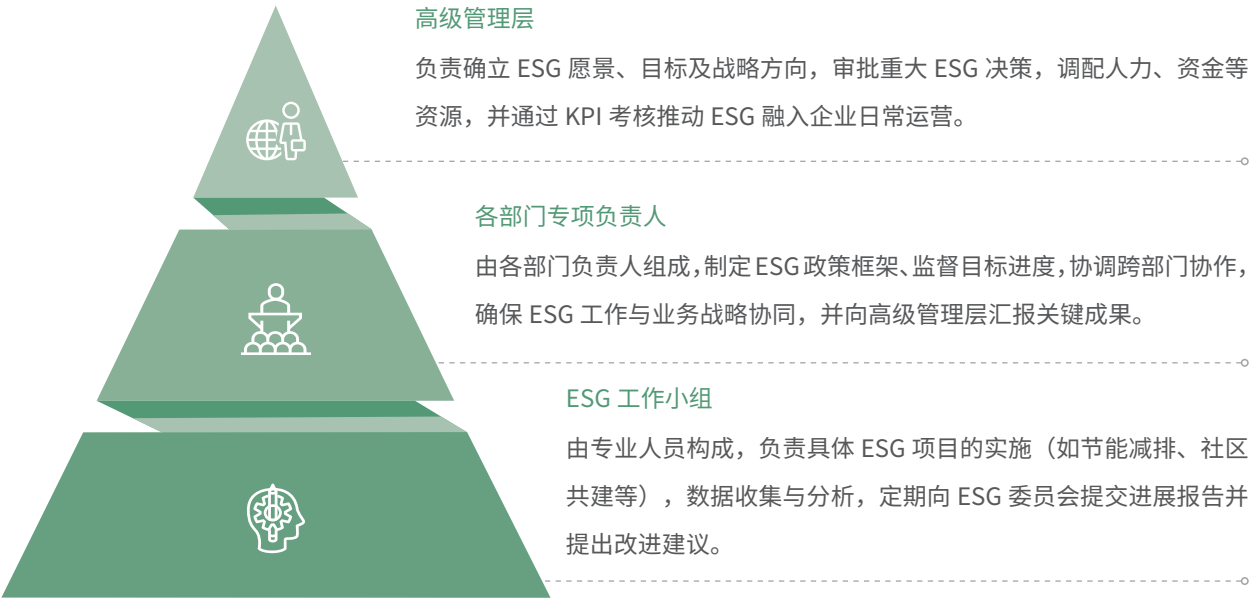 高级管理层
负责确立 ESG 愿景、目标及战略方向，审批重大 ESG 决策，调配人力、资金等
资源，并通过 KPI 考核推动 ESG 融入企业日常运营。
各部门专项负责人
由各部门负责人组成，制定 ESG 政策框架、监督目标进度，协调跨部门协作，
确保 ESG 工作与业务战略协同，并向高级管理层汇报关键成果。
ESG 工作小组
由专业人员构成，负责具体 ESG 项目的实施（如节能减排、社区
共建等），数据收集与分析，定期向 ESG 委员会提交进展报告并
提出改进建议。